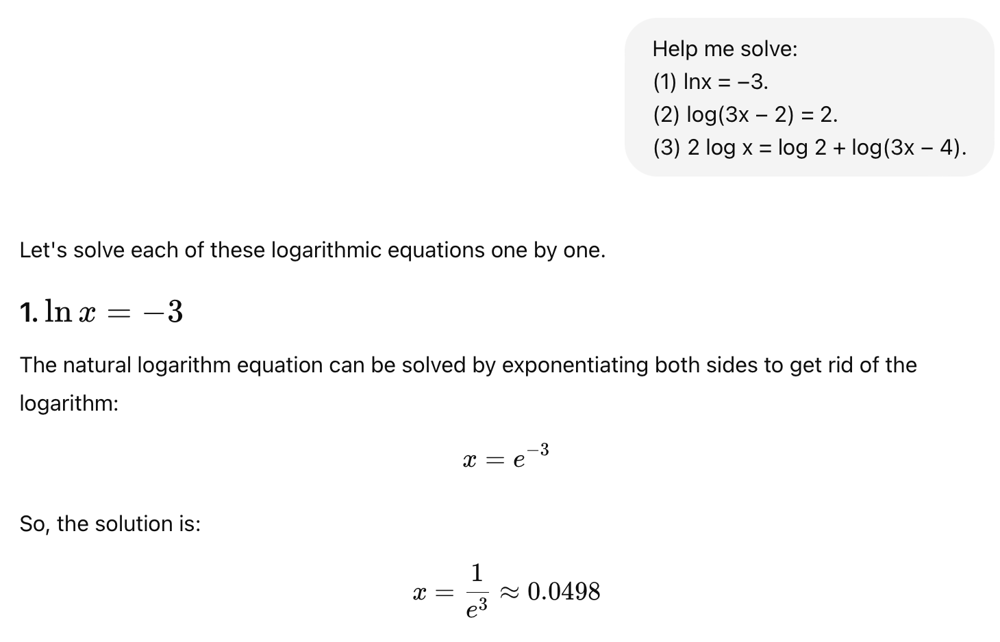 Help me solve:
(1) lnx = −3.
(2) log(3x − 2) = 2.
(3) 2 log x = log 2 + log(3x − 4).
Let's solve each of these logarithmic equations one by one.
1. ln x = −3
The natural logarithm equation can be solved by exponentiating both sides to get rid of the
logarithm:
x = e⁻³
So, the solution is:
x = 1/e³ ≈ 0.0498